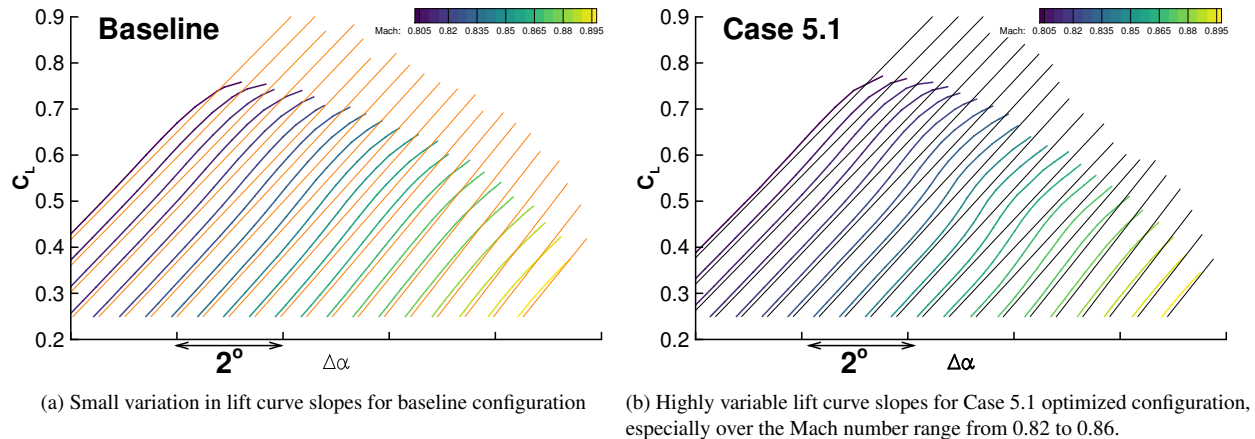 Baseline
Mach: 0.805 0.82 0.835 0.85 0.865 0.88 0.895
0.9
0.8
0.7
0.6
0.5
0.4
0.3
0.2
C_L
2°
Δα
(a) Small variation in lift curve slopes for baseline configuration
Case 5.1
Mach: 0.805 0.82 0.835 0.85 0.865 0.88 0.895
0.9
0.8
0.7
0.6
0.5
0.4
0.3
0.2
C_L
2°
Δα
(b) Highly variable lift curve slopes for Case 5.1 optimized configuration,
especially over the Mach number range from 0.82 to 0.86.